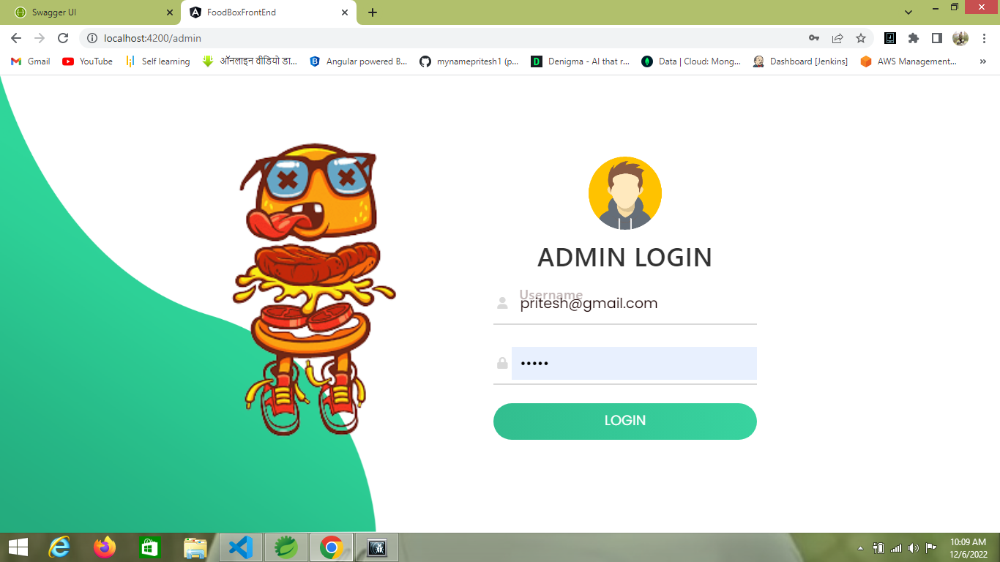 Swagger UI
FoodBoxFrontEnd
localhost:4200/admin
Gmail
YouTube
Self learning
ऑनलाइन वीडियो डा...
Angular powered B...
mynamepritesh1 (p...
Denigma - AI that r...
Data | Cloud: Mong...
Dashboard [Jenkins]
AWS Management...
ADMIN LOGIN
Username
pritesh@gmail.com
•••••
LOGIN
10:09 AM
12/6/2022